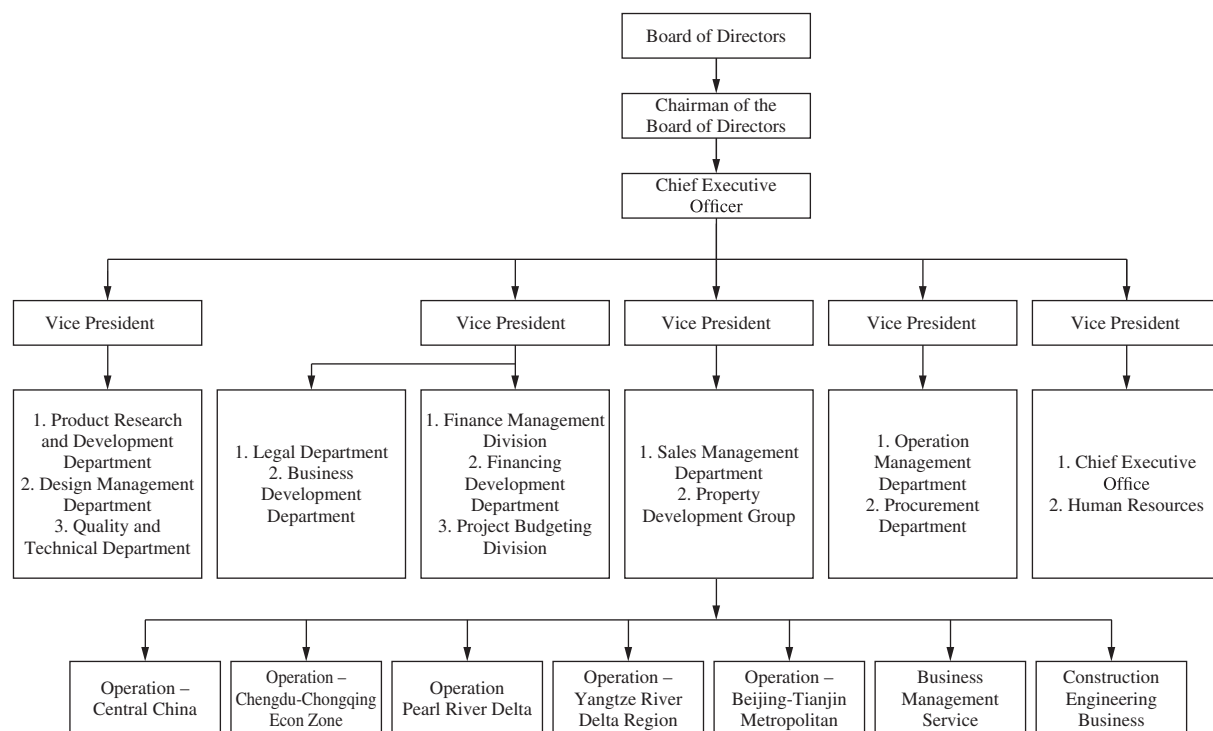 Board of Directors
Chairman of the
Board of Directors
Chief Executive
Officer
Vice President
Vice President
Vice President
Vice President
Vice President
1. Product Research
and Development
Department
2. Design Management
Department
3. Quality and
Technical Department
1. Legal Department
2. Business
Development
Department
1. Finance Management
Division
2. Financing
Development
Department
3. Project Budgeting
Division
1. Sales Management
Department
2. Property
Development Group
1. Operation
Management
Department
2. Procurement
Department
1. Chief Executive
Office
2. Human Resources
Operation –
Central China
Operation –
Chengdu-Chongqing
Econ Zone
Operation
Pearl River Delta
Operation –
Yangtze River
Delta Region
Operation –
Beijing-Tianjin
Metropolitan
Business
Management
Service
Construction
Engineering
Business